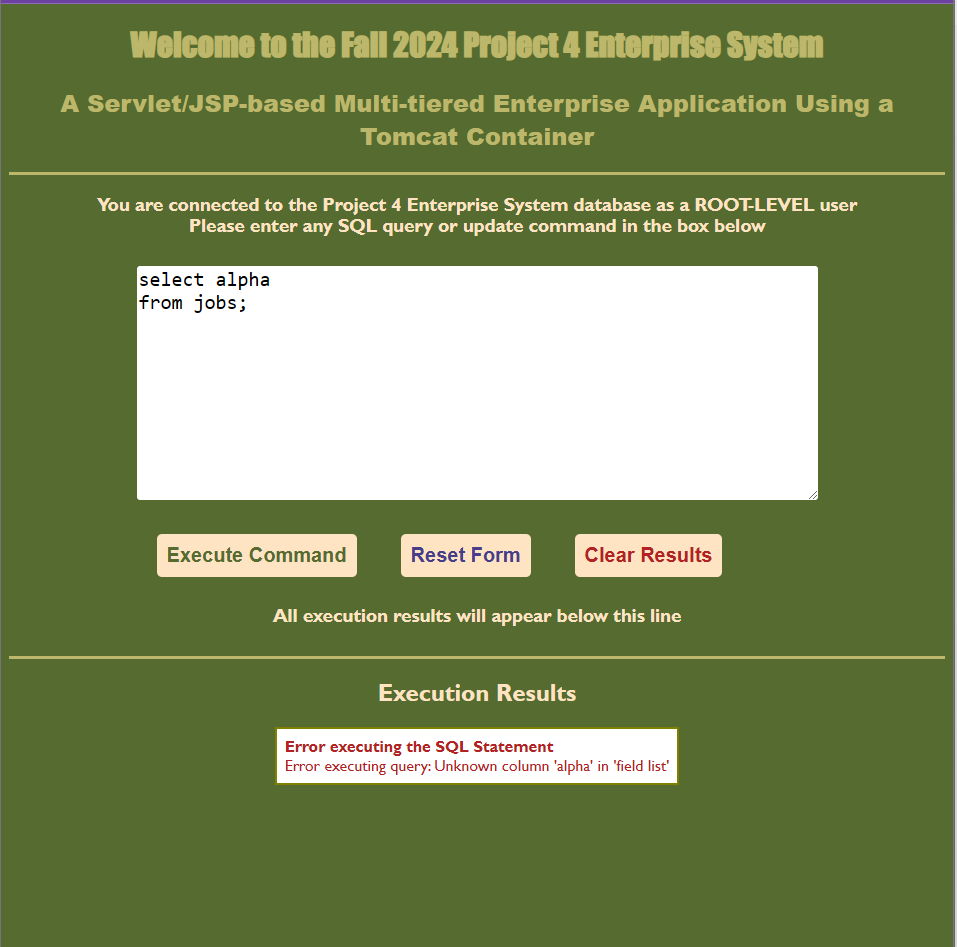 Welcome to the Fall 2024 Project 4 Enterprise System
A Servlet/JSP-based Multi-tiered Enterprise Application Using a
Tomcat Container
You are connected to the Project 4 Enterprise System database as a ROOT-LEVEL user
Please enter any SQL query or update command in the box below
select alpha
from jobs;
Execute Command Reset Form Clear Results
All execution results will appear below this line
Execution Results
Error executing the SQL Statement
Error executing query: Unknown column 'alpha' in 'field list'